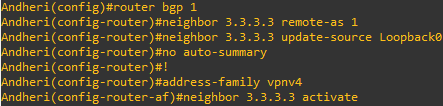 Andheri(config)#router bgp 1
Andheri(config-router)#neighbor 3.3.3.3 remote-as 1
Andheri(config-router)#neighbor 3.3.3.3 update-source Loopback0
Andheri(config-router)#no auto-summary
Andheri(config-router)#!
Andheri(config-router)#address-family vpnv4
Andheri(config-router-af)#neighbor 3.3.3.3 activate